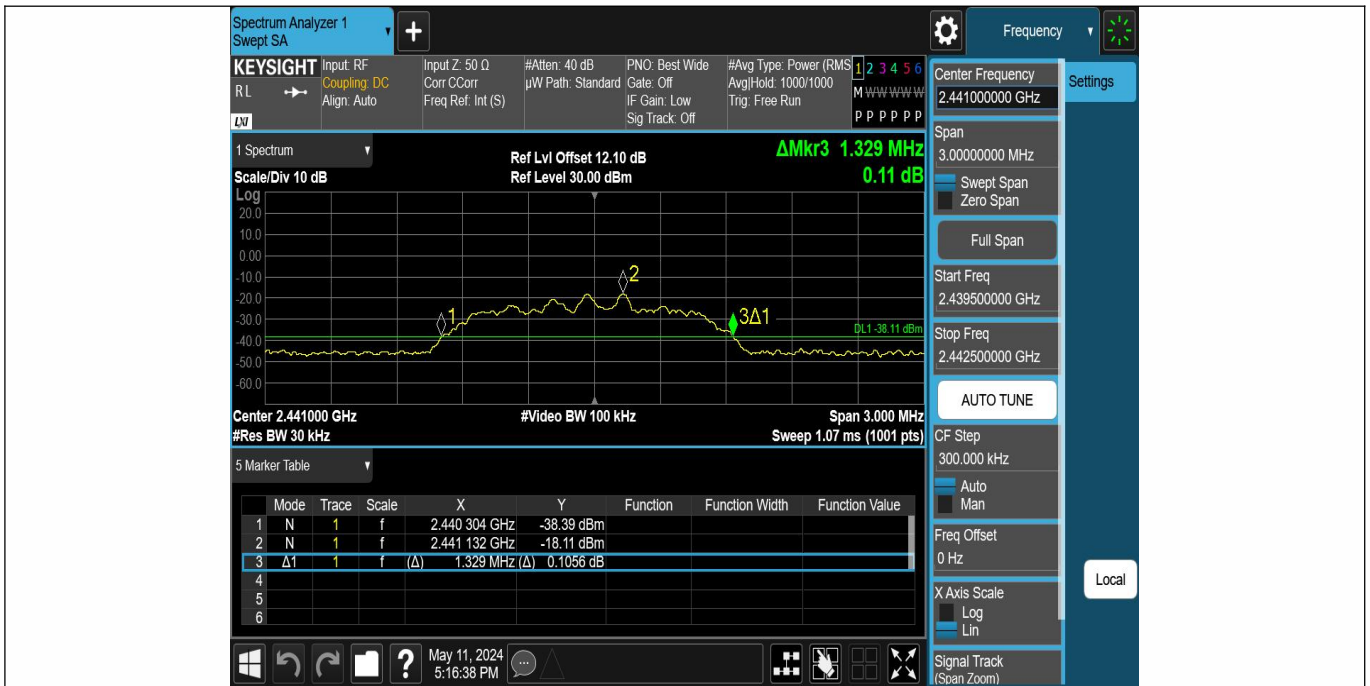 Spectrum Analyzer 1
Swept SA
+
Frequency
KEYSIGHT
RL
LXI
Input: RF
Coupling: DC
Align: Auto
Input Z: 50 Ω
Corr CCorr
Freq Ref: Int (S)
#Atten: 40 dB
µW Path: Standard
PNO: Best Wide
Gate: Off
IF Gain: Low
Sig Track: Off
#Avg Type: Power (RMS
Avg|Hold: 1000/1000
Trig: Free Run
1 2 3 4 5 6
M W W W W W
P P P P P P
1 Spectrum
Scale/Div 10 dB
Ref Lvl Offset 12.10 dB
Ref Level 30.00 dBm
ΔMkr3 1.329 MHz
0.11 dB
Log
20.0
10.0
0.00
-10.0
-20.0
-30.0
-40.0
-50.0
-60.0
1
2
3Δ1
DL1 -38.11 dBm
Center 2.441000 GHz
#Video BW 100 kHz
Span 3.000 MHz
#Res BW 30 kHz
Sweep 1.07 ms (1001 pts)
5 Marker Table
Mode Trace Scale X Y Function Function Width Function Value
1 N 1 f 2.440 304 GHz -38.39 dBm
2 N 1 f 2.441 132 GHz -18.11 dBm
3 Δ1 1 f (Δ) 1.329 MHz (Δ) 0.1056 dB
4
5
6
?
May 11, 2024
5:16:38 PM
Center Frequency
2.441000000 GHz
Span
3.00000000 MHz
Swept Span
Zero Span
Full Span
Start Freq
2.439500000 GHz
Stop Freq
2.442500000 GHz
AUTO TUNE
CF Step
300.000 kHz
Auto
Man
Freq Offset
0 Hz
X Axis Scale
Log
Lin
Signal Track
(Span Zoom)
Settings
Local